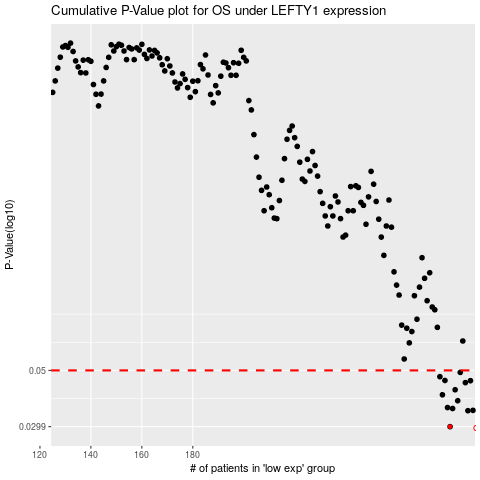 Cumulative P-Value plot for OS under LEFTY1 expression
P-Value(log10)
0.05
0.0299
120 140 160 180
# of patients in 'low exp' group